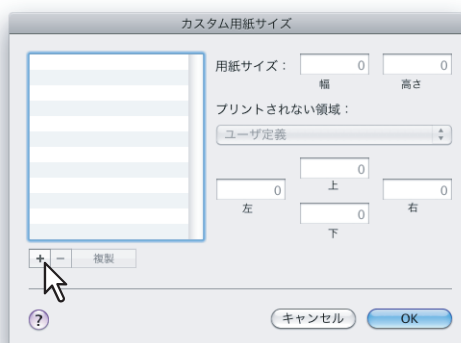 カスタム用紙サイズ
用紙サイズ： 0 0
幅 高さ
プリントされない領域：
ユーザ定義
0
上
0 0
左 右
0
下
+ − 複製
? キャンセル OK